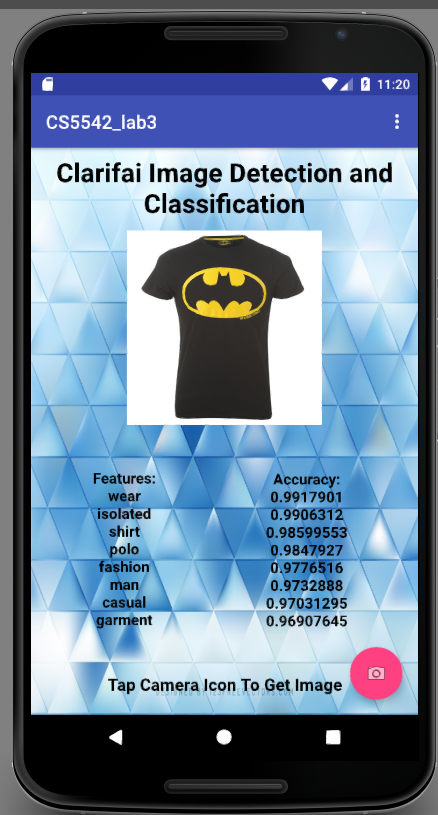 11:20
CS5542_lab3
Clarifai Image Detection and
Classification
Features: Accuracy:
wear 0.9917901
isolated 0.9906312
shirt 0.98599553
polo 0.9847927
fashion 0.9776516
man 0.9732888
casual 0.97031295
garment 0.96907645
Tap Camera Icon To Get Image